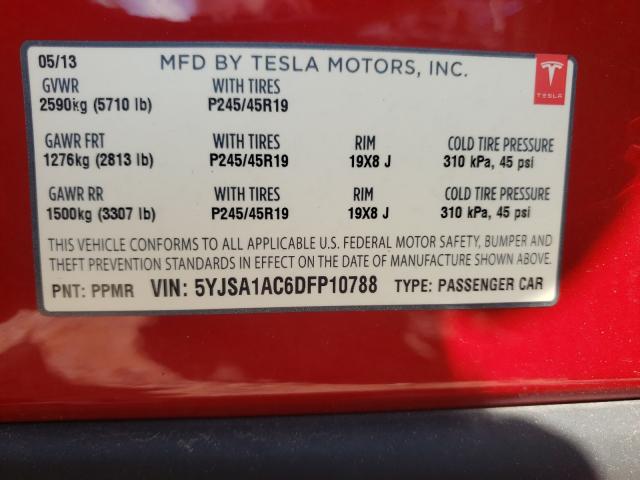 05/13 MFD BY TESLA MOTORS, INC.
GVWR WITH TIRES
2590kg (5710 lb) P245/45R19
TESLA
GAWR FRT WITH TIRES RIM COLD TIRE PRESSURE
1276kg (2813 lb) P245/45R19 19X8 J 310 kPa, 45 psi
GAWR RR WITH TIRES RIM COLD TIRE PRESSURE
1500kg (3307 lb) P245/45R19 19X8 J 310 kPa, 45 psi
THIS VEHICLE CONFORMS TO ALL APPLICABLE U.S. FEDERAL MOTOR SAFETY, BUMPER AND
THEFT PREVENTION STANDARDS IN EFFECT ON THE DATE OF MANUFACTURE SHOWN ABOVE.
PNT: PPMR VIN: 5YJSA1AC6DFP10788 TYPE: PASSENGER CAR